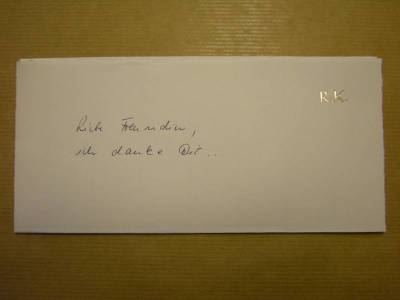 R.K.
Liebe Freundin,
ich danke Dir..